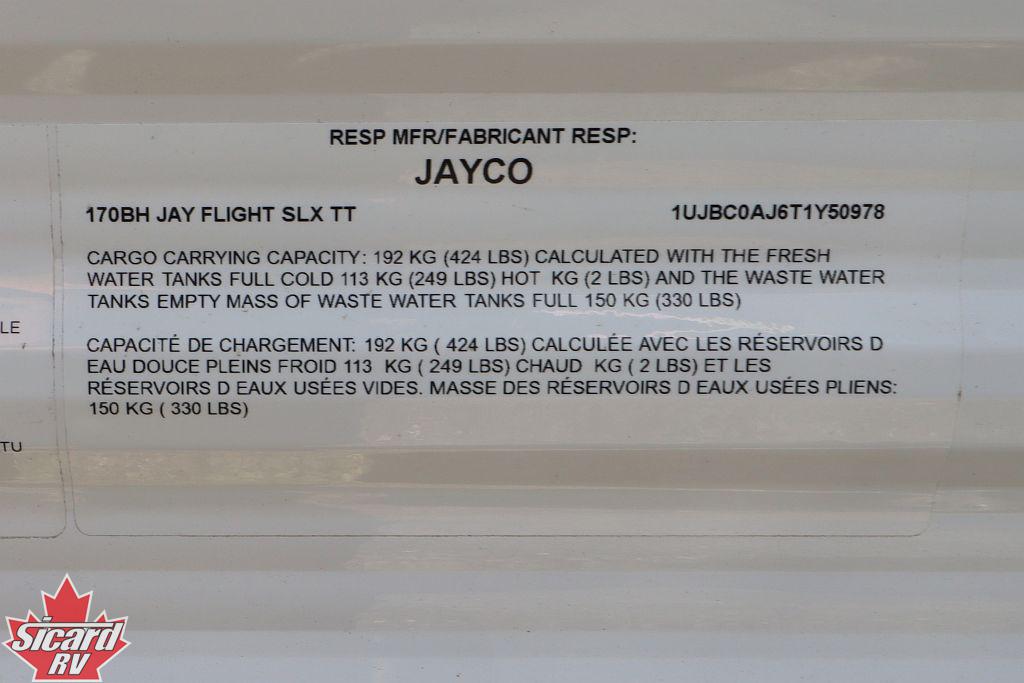 RESP MFR/FABRICANT RESP:
JAYCO
170BH JAY FLIGHT SLX TT 1UJBC0AJ6T1Y50978
CARGO CARRYING CAPACITY: 192 KG (424 LBS) CALCULATED WITH THE FRESH
WATER TANKS FULL COLD 113 KG (249 LBS) HOT  KG (2 LBS) AND THE WASTE WATER
TANKS EMPTY MASS OF WASTE WATER TANKS FULL 150 KG (330 LBS)
LE
CAPACITÉ DE CHARGEMENT: 192 KG ( 424 LBS) CALCULÉE AVEC LES RÉSERVOIRS D
EAU DOUCE PLEINS FROID 113  KG ( 249 LBS) CHAUD  KG ( 2 LBS) ET LES
RÉSERVOIRS D EAUX USÉES VIDES. MASSE DES RÉSERVOIRS D EAUX USÉES PLIENS:
150 KG ( 330 LBS)
TU
Sicard
RV